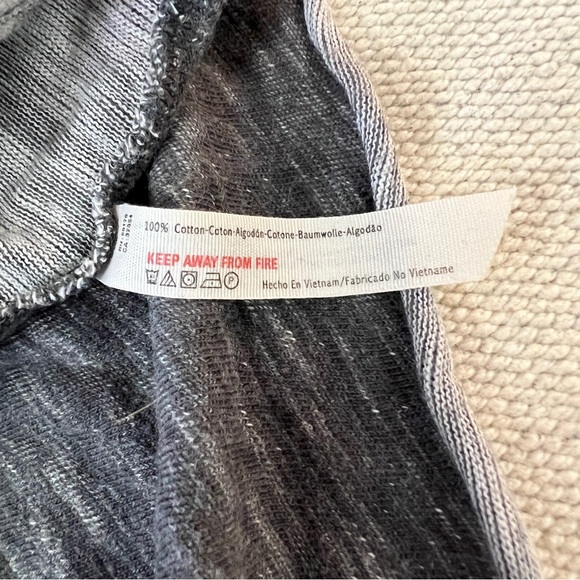 100% Cotton-Coton-Algodón-Cotone-Baumwolle-Algodão
KEEP AWAY FROM FIRE
Hecho En Vietnam/Fabricado No Vietname